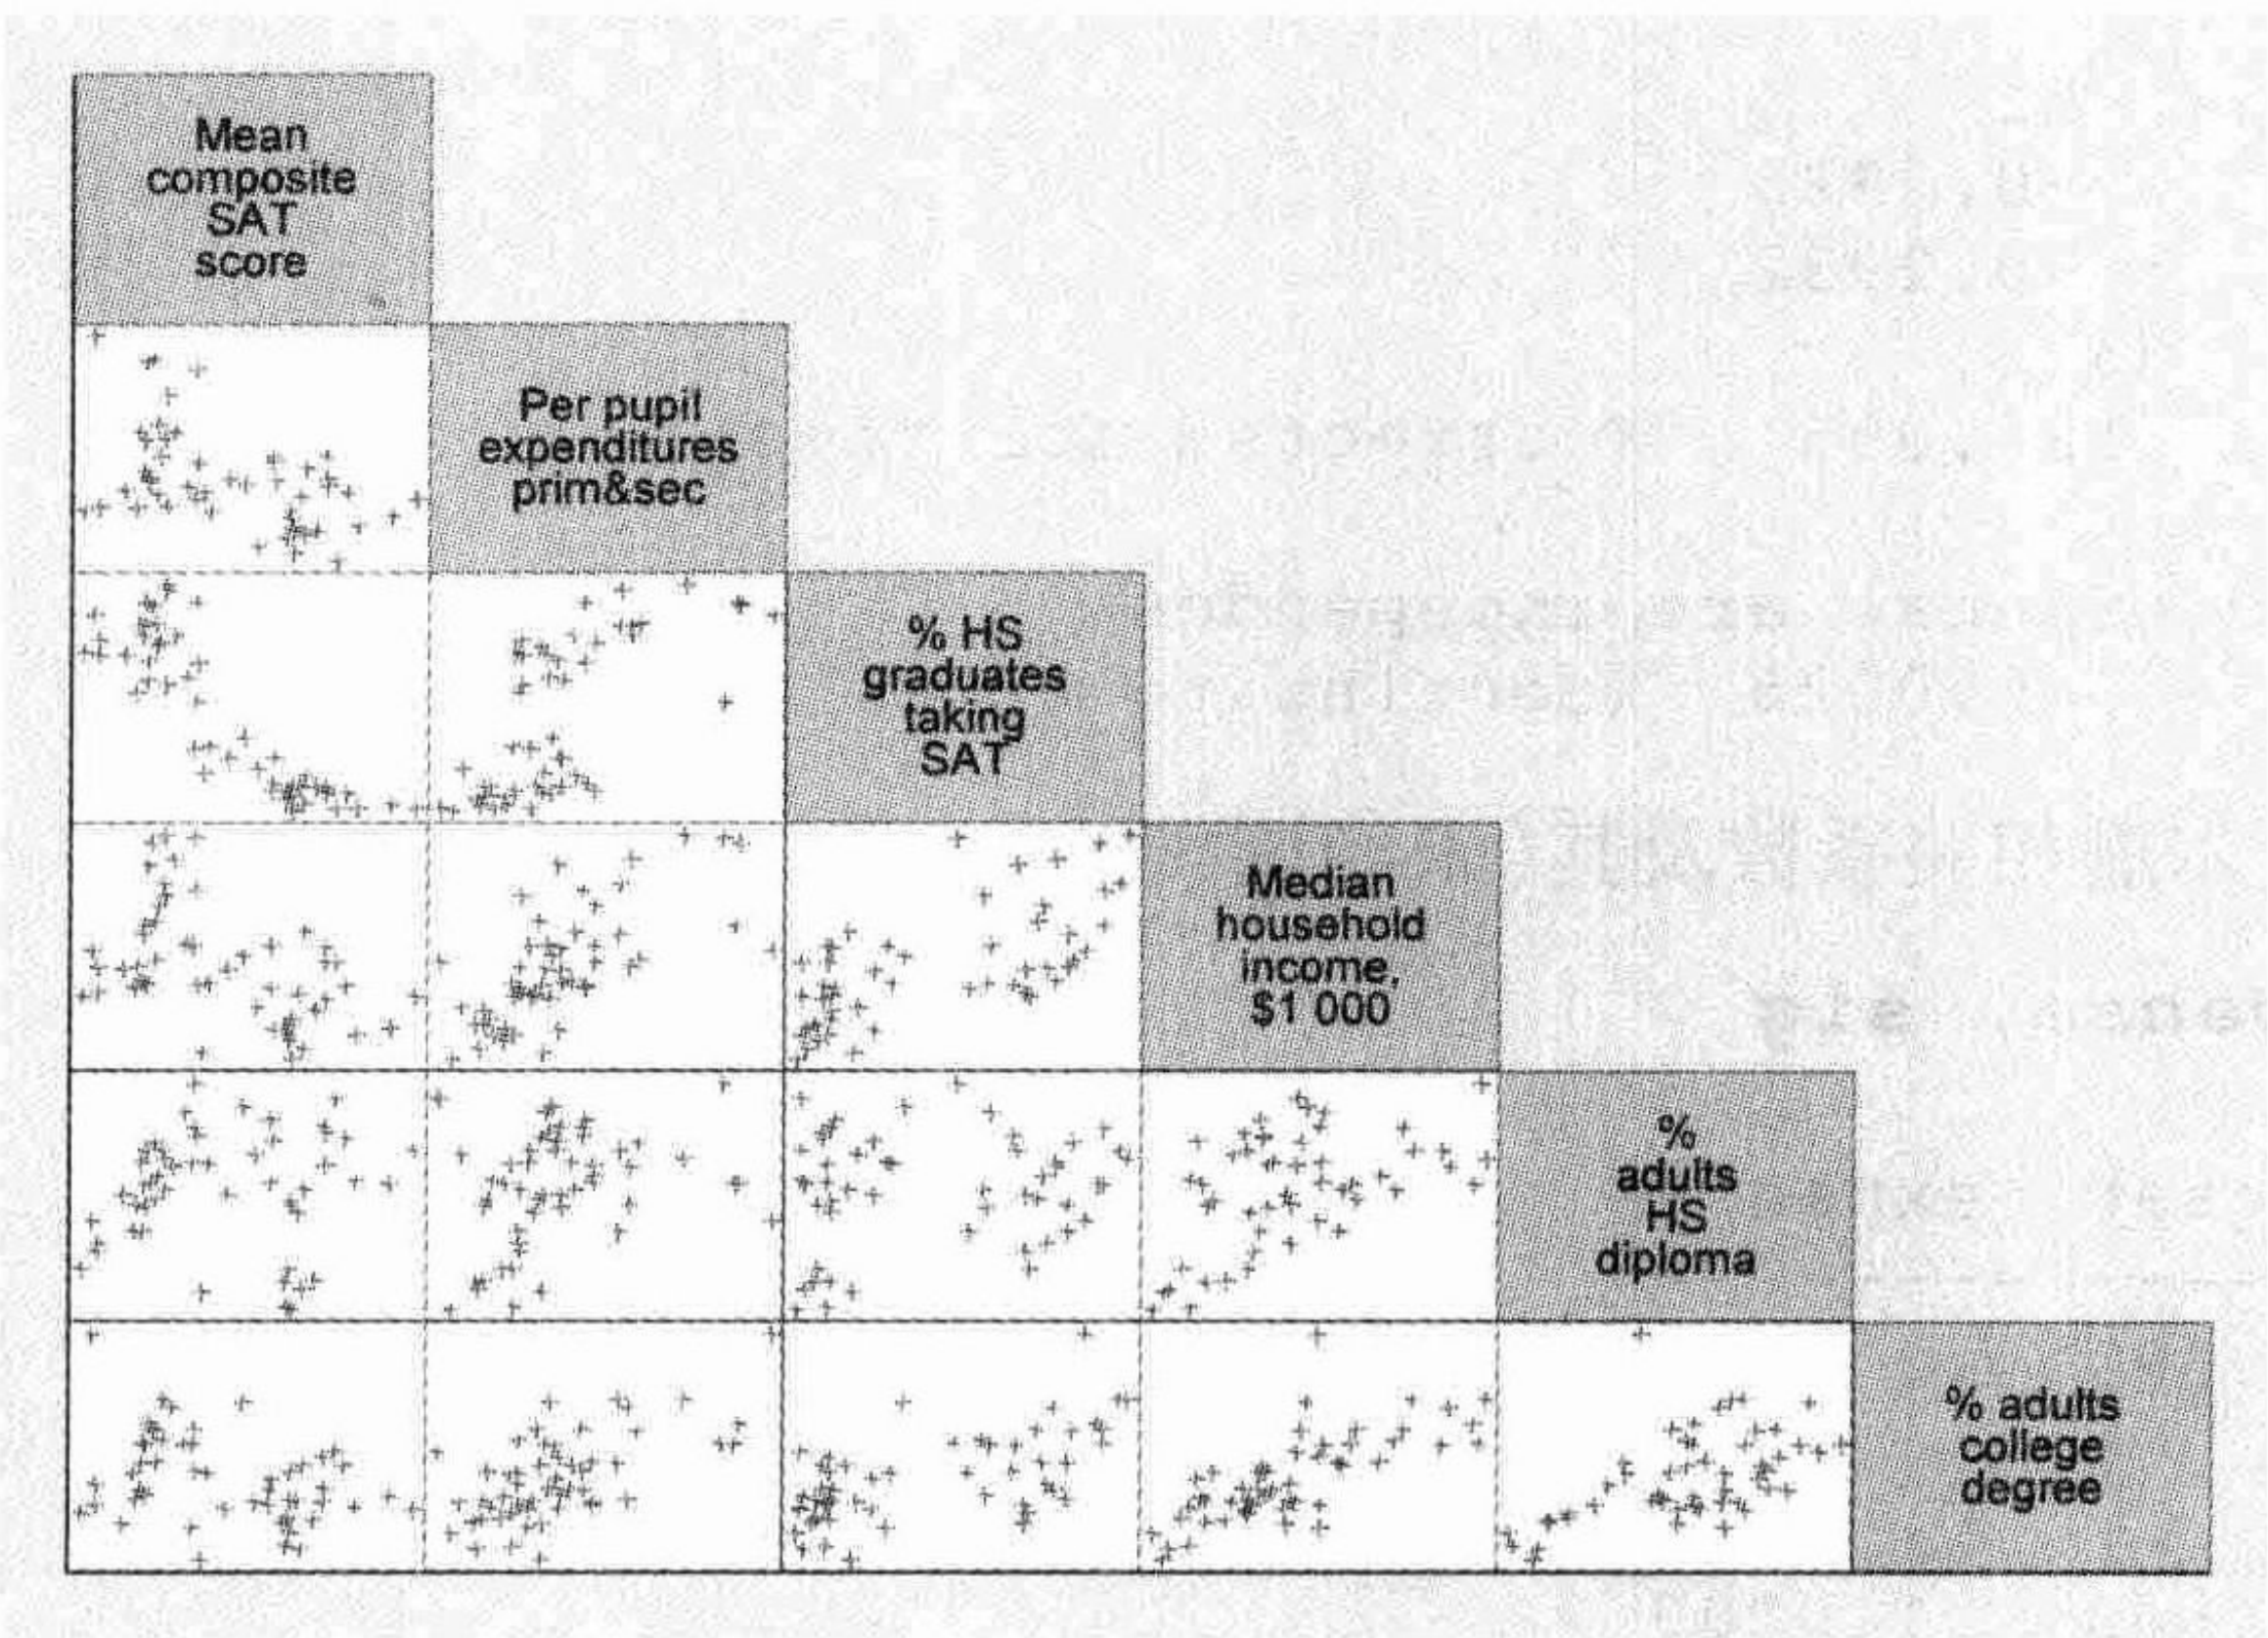 Mean
composite
SAT
score
Per pupil
expenditures
prim&sec
% HS
graduates
taking
SAT
Median
household
income,
$1 000
%
adults
HS
diploma
% adults
college
degree